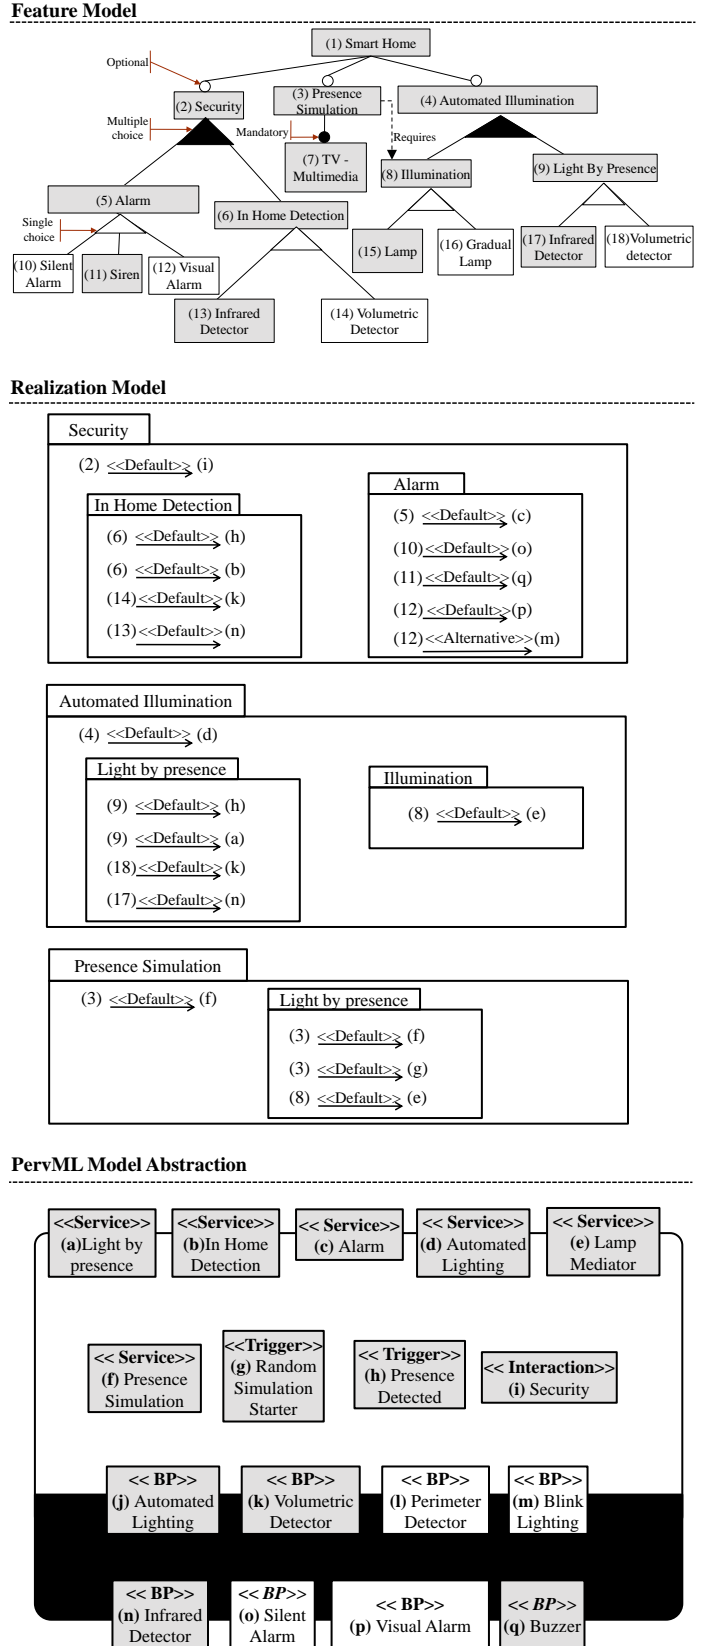 Feature Model
(1) Smart Home
Optional
(2) Security
(3) Presence
Simulation
(4) Automated Illumination
Multiple
choice
Mandatory
Requires
(7) TV -
Multimedia
(8) Illumination
(9) Light By Presence
(5) Alarm
(6) In Home Detection
Single
choice
(10) Silent
Alarm
(11) Siren
(12) Visual
Alarm
(15) Lamp
(16) Gradual
Lamp
(17) Infrared
Detector
(18)Volumetric
detector
(13) Infrared
Detector
(14) Volumetric
Detector
Realization Model
Security
(2) <<Default>> (i)
In Home Detection
(6) <<Default>> (h)
(6) <<Default>> (b)
(14)<<Default>>(k)
(13)<<Default>>(n)
Alarm
(5) <<Default>> (c)
(10)<<Default>>(o)
(11)<<Default>>(q)
(12)<<Default>>(p)
(12)<<Alternative>>(m)
Automated Illumination
(4) <<Default>> (d)
Light by presence
(9) <<Default>> (h)
(9) <<Default>> (a)
(18)<<Default>>(k)
(17)<<Default>>(n)
Illumination
(8) <<Default>> (e)
Presence Simulation
(3) <<Default>> (f)
Light by presence
(3) <<Default>> (f)
(3) <<Default>> (g)
(8) <<Default>> (e)
PervML Model Abstraction
<<Service>>
(a)Light by
presence
<<Service>>
(b)In Home
Detection
<< Service>>
(c) Alarm
<< Service>>
(d) Automated
Lighting
<< Service>>
(e) Lamp
Mediator
<< Service>>
(f) Presence
Simulation
<<Trigger>>
(g) Random
Simulation
Starter
<< Trigger>>
(h) Presence
Detected
<< Interaction>>
(i) Security
<< BP>>
(j) Automated
Lighting
<< BP>>
(k) Volumetric
Detector
<< BP>>
(l) Perimeter
Detector
<< BP>>
(m) Blink
Lighting
<< BP>>
(n) Infrared
Detector
<< BP>>
(o) Silent
Alarm
<< BP>>
(p) Visual Alarm
<< BP>>
(q) Buzzer